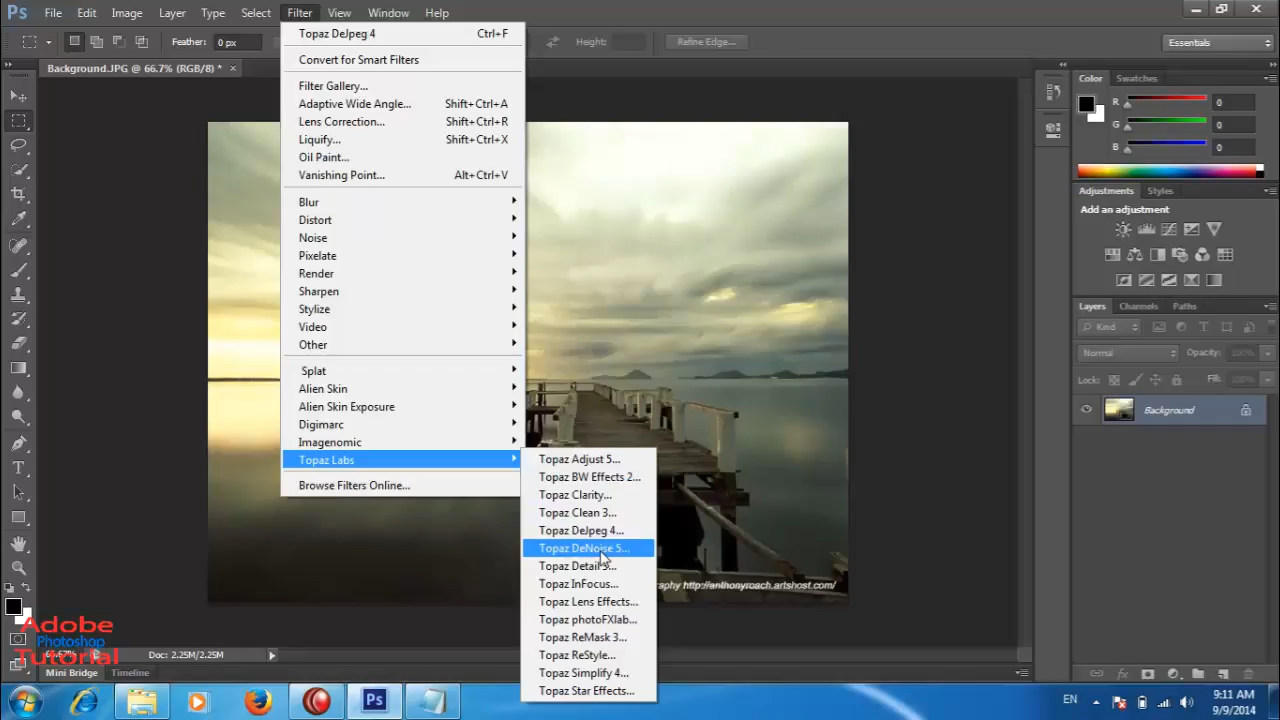 Ps File Edit Image Layer Type Select Filter View Window Help
Feather: 0 px Height: Refine Edge... Essentials
Background.JPG @ 66.7% (RGB/8) * ×
Topaz DeJpeg 4 Ctrl+F
Convert for Smart Filters
Filter Gallery...
Adaptive Wide Angle... Shift+Ctrl+A
Lens Correction... Shift+Ctrl+R
Liquify... Shift+Ctrl+X
Oil Paint...
Vanishing Point... Alt+Ctrl+V
Blur
Distort
Noise
Pixelate
Render
Sharpen
Stylize
Video
Other
Splat
Alien Skin
Alien Skin Exposure
Digimarc
Imagenomic
Topaz Labs
Browse Filters Online...
Topaz Adjust 5...
Topaz BW Effects 2...
Topaz Clarity...
Topaz Clean 3...
Topaz DeJpeg 4...
Topaz DeNoise 5...
Topaz Detail 3...
Topaz InFocus...
Topaz Lens Effects...
Topaz photoFXlab...
Topaz ReMask 3...
Topaz ReStyle...
Topaz Simplify 4...
Topaz Star Effects...
http://anthonyroach.artshost.com/
Color Swatches
R 0
G 0
B 0
Adjustments Styles
Add an adjustment
Layers Channels Paths
Kind
Normal Opacity: 100%
Lock: Fill: 100%
Background
Adobe
Photoshop
Tutorial
Doc: 2.25M/2.25M
Mini Bridge Timeline
Ps
EN
9:11 AM
9/9/2014